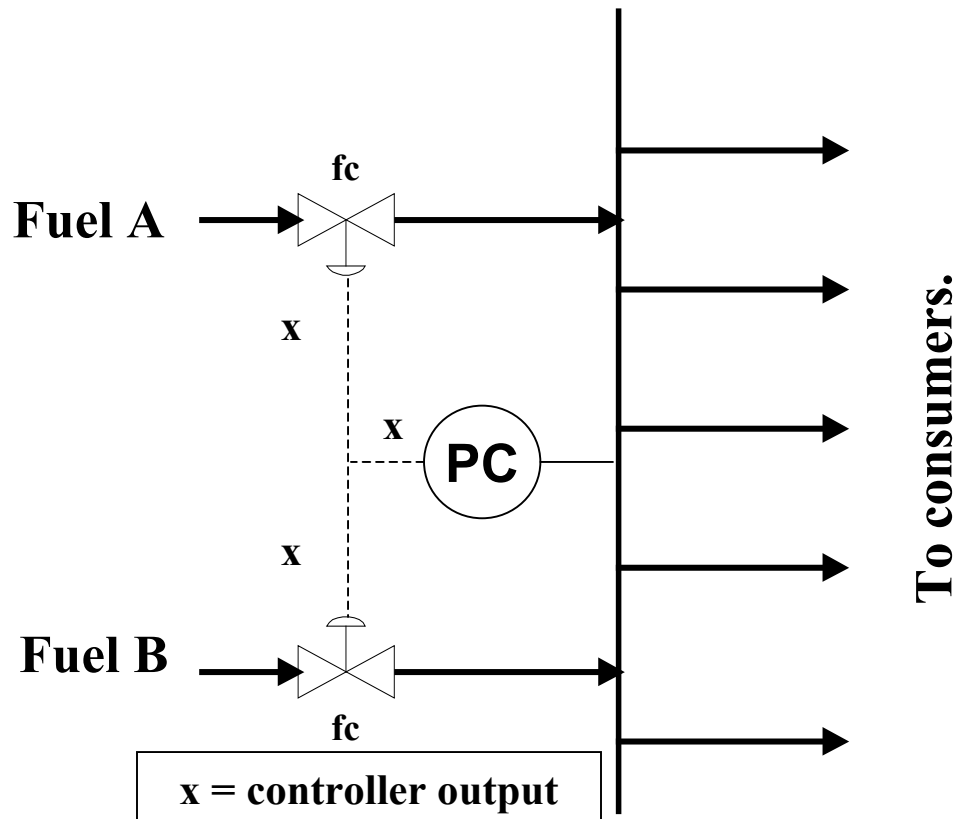 fc
Fuel A
x
x
PC
x
Fuel B
fc
x = controller output
To consumers.